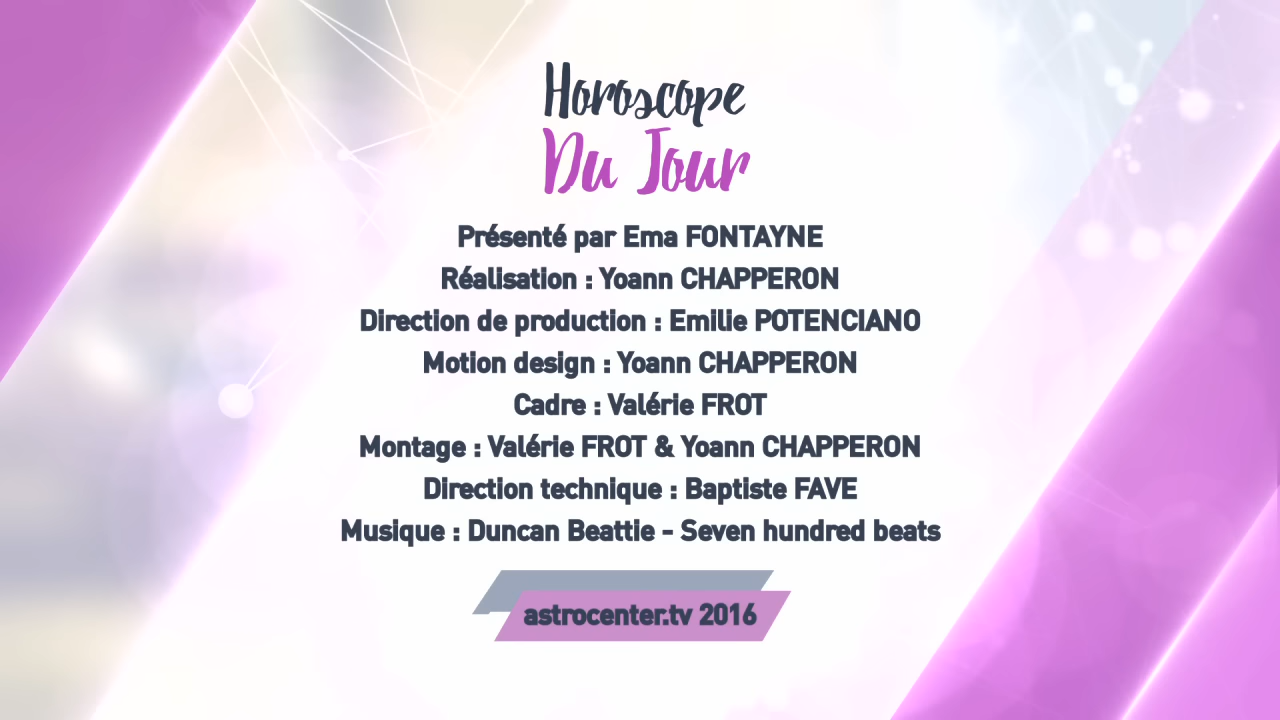 Horoscope
Du Jour
Présenté par Ema FONTAYNE
Réalisation : Yoann CHAPPERON
Direction de production : Emilie POTENCIANO
Motion design : Yoann CHAPPERON
Cadre : Valérie FROT
Montage : Valérie FROT & Yoann CHAPPERON
Direction technique : Baptiste FAVE
Musique : Duncan Beattie - Seven hundred beats
astrocenter.tv 2016